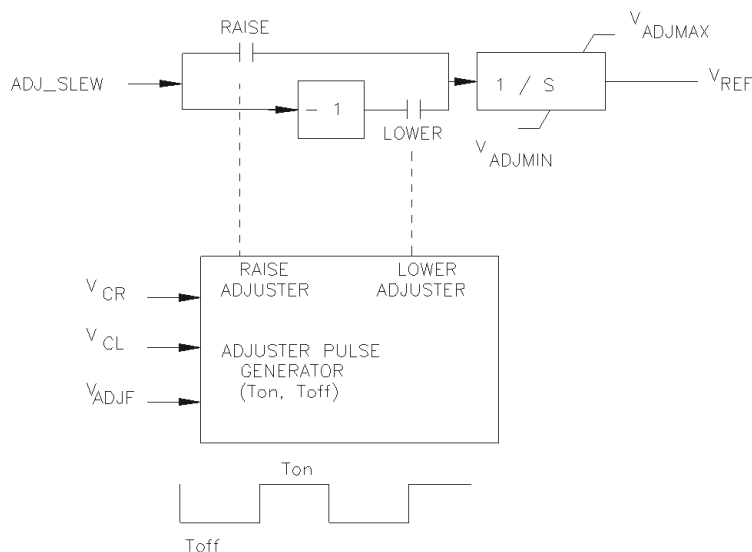 RAISE
V ADJMAX
ADJ_SLEW
1 / S
V REF
- 1
LOWER
V ADJMIN
RAISE
ADJUSTER
LOWER
ADJUSTER
V CR
V CL
ADJUSTER PULSE
GENERATOR
(Ton, Toff)
V ADJF
Ton
Toff